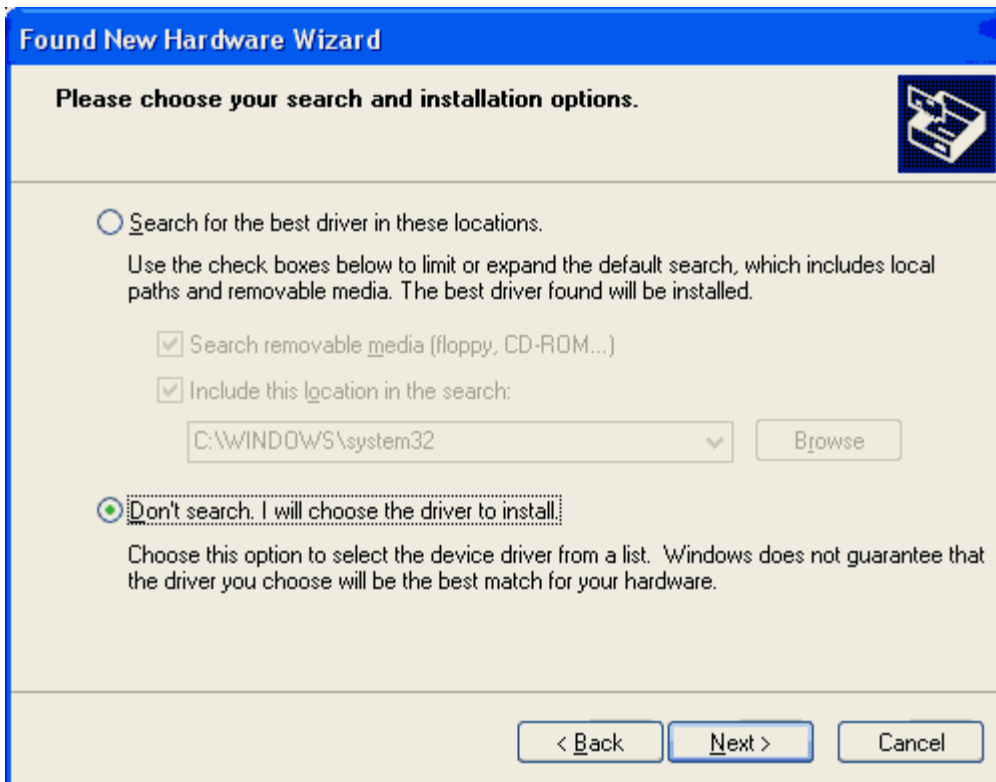 Found New Hardware Wizard
Please choose your search and installation options.
Search for the best driver in these locations.
Use the check boxes below to limit or expand the default search, which includes local
paths and removable media. The best driver found will be installed.
Search removable media (floppy, CD-ROM...)
Include this location in the search:
C:\WINDOWS\system32
Browse
Don't search. I will choose the driver to install.
Choose this option to select the device driver from a list.  Windows does not guarantee that
the driver you choose will be the best match for your hardware.
< Back
Next >
Cancel